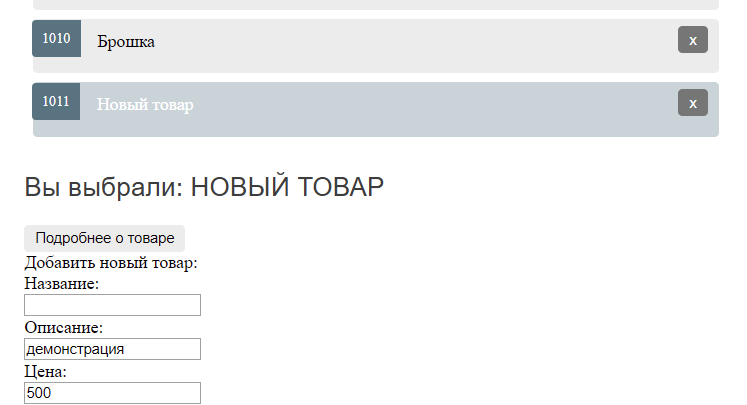 1010 Брошка x
1011 Новый товар x
Вы выбрали: НОВЫЙ ТОВАР
Подробнее о товаре
Добавить новый товар:
Название:
Описание:
демонстрация
Цена:
500